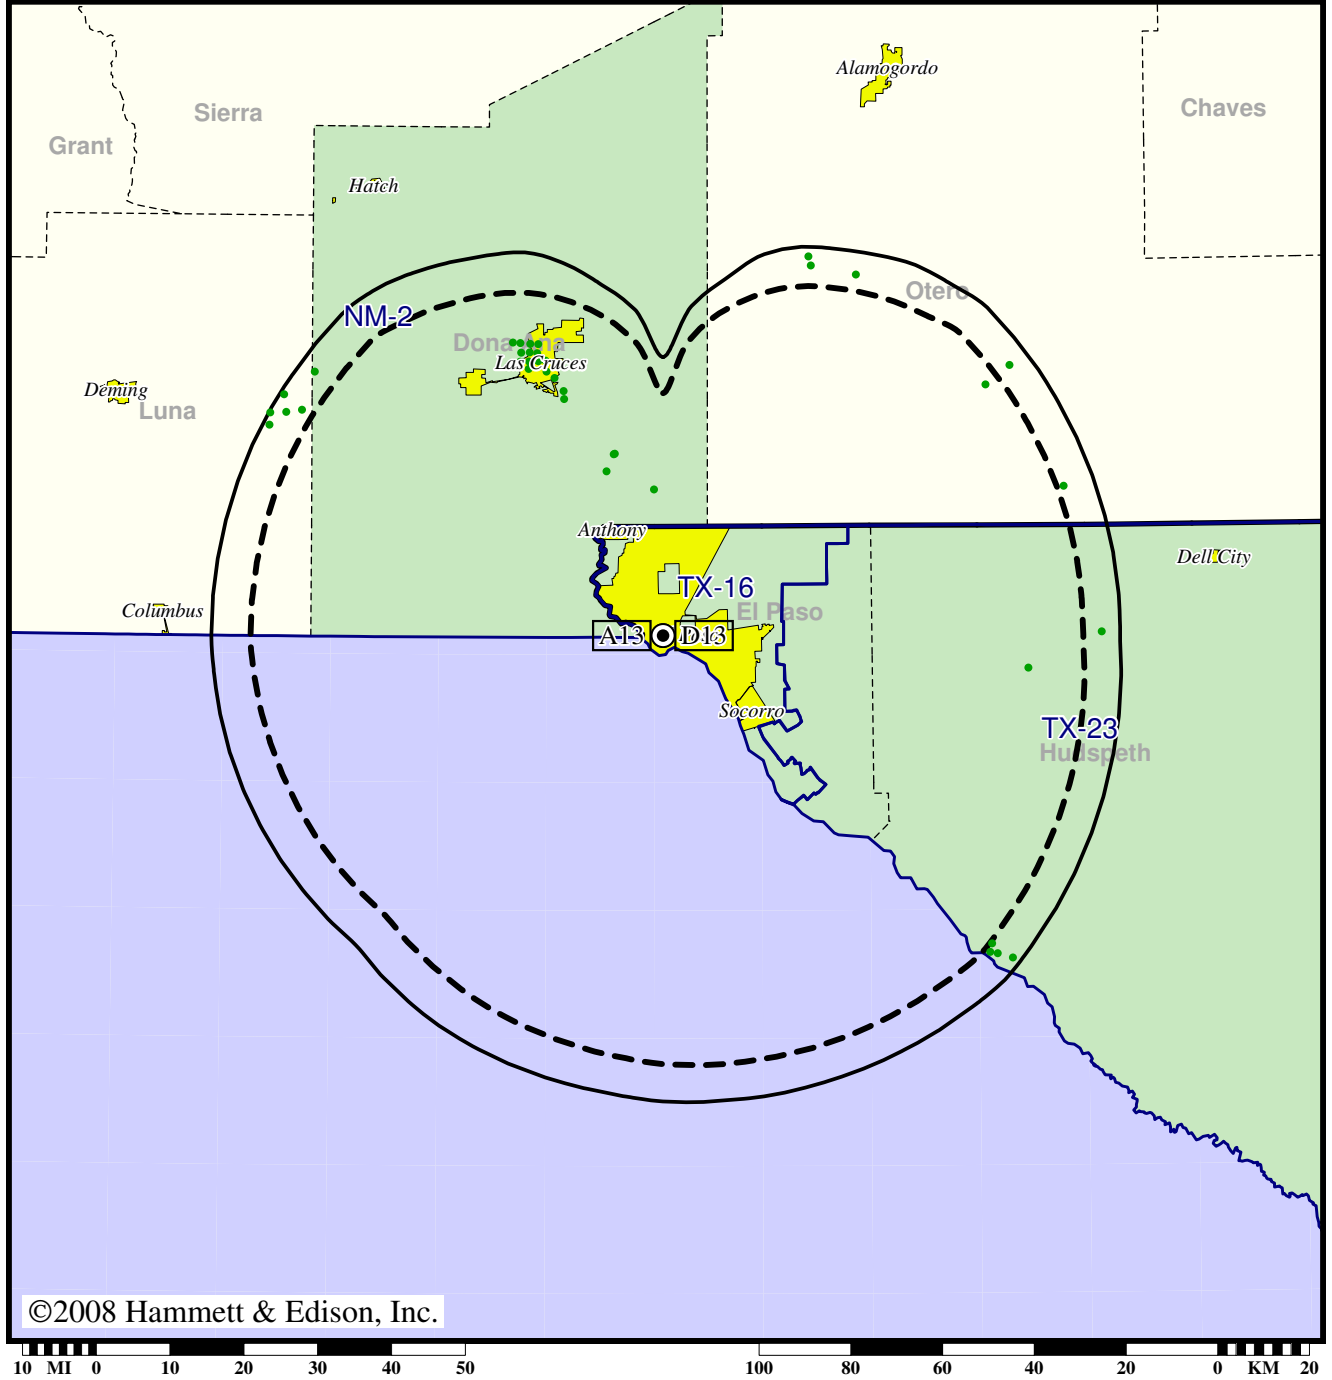 Alamogordo
Chaves
Sierra
Grant
Hatch
Otero
NM-2
Dona Ana
Las Cruces
Deming
Luna
Anthony
Dell City
TX-16
Columbus
El Paso
A13
D13
Socorro
TX-23
Hudspeth
©2008 Hammett & Edison, Inc.
10 MI 0 10 20 30 40 50 100 80 60 40 20 0 KM 20